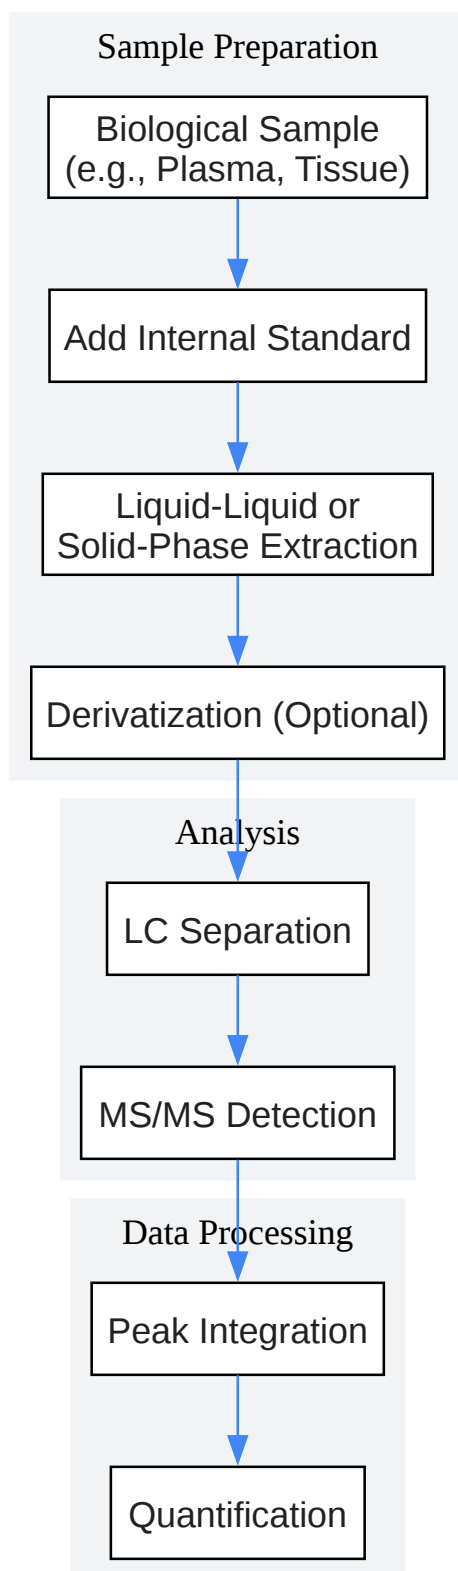 Sample Preparation
Biological Sample
(e.g., Plasma, Tissue)
Add Internal Standard
Liquid-Liquid or
Solid-Phase Extraction
Derivatization (Optional)
Analysis
LC Separation
MS/MS Detection
Data Processing
Peak Integration
Quantification